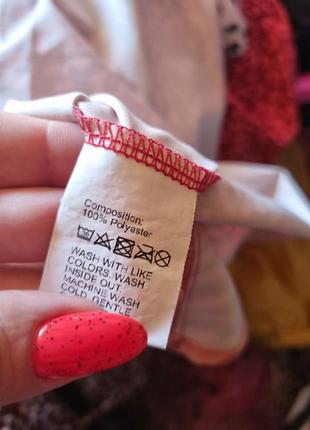 Composition:
100% Polyester
WASH WITH LIKE
COLORS. WASH
INSIDE OUT.
MACHINE WASH
COLD, GENTLE